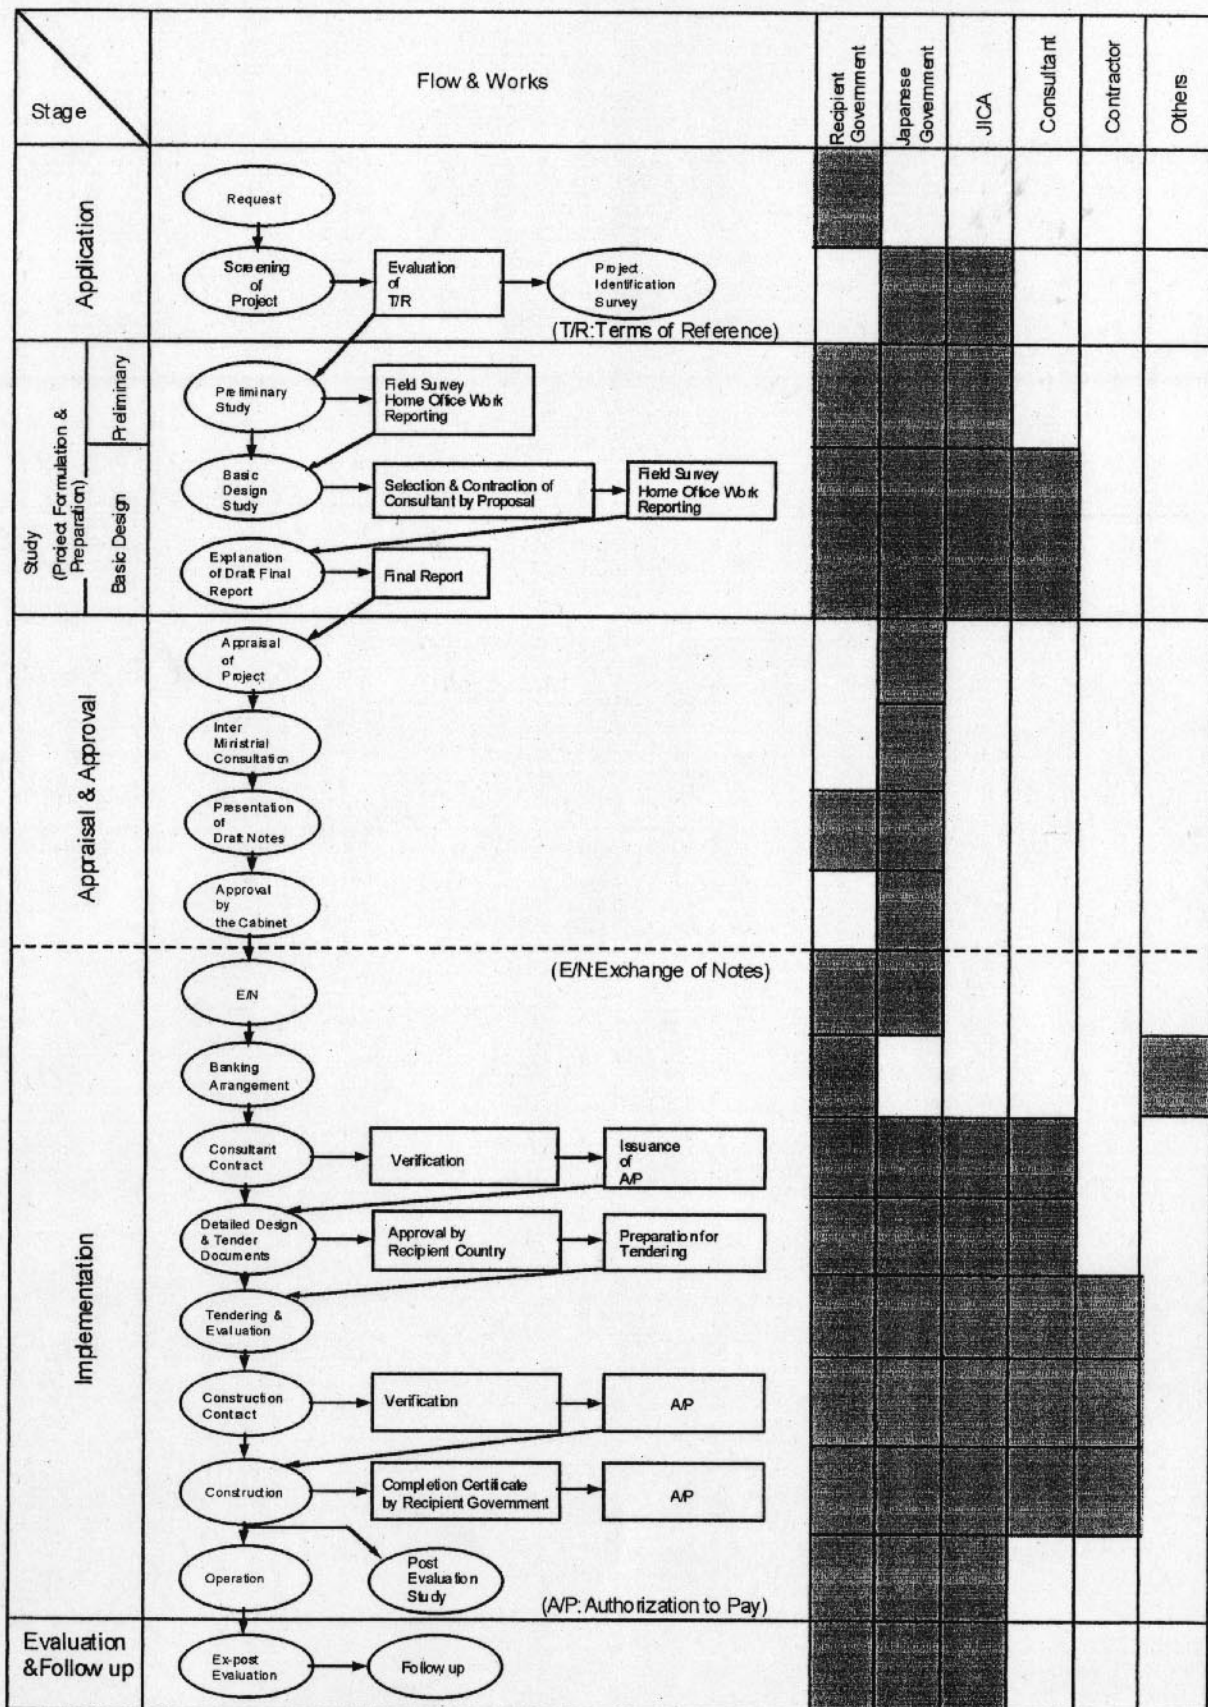 Stage
Flow & Works
Recipient
Government
Japanese
Government
JICA
Consultant
Contractor
Others
Application
Request
Screening
of
Project
Evaluation
of
T/R
Project
Identification
Survey
(T/R:Terms of Reference)
Study
(Project Formulation &
Preparation)
Preliminary
Preliminary
Study
Field Survey
Home Office Work
Reporting
Basic Design
Basic
Design
Study
Selection & Contraction of
Consultant by Proposal
Field Survey
Home Office Work
Reporting
Explanation
of Draft Final
Report
Final Report
Appraisal & Approval
Appraisal
of
Project
Inter
Ministrial
Consultation
Presentation
of
Draft Notes
Approval
by
the Cabinet
Implementation
(E/N:Exchange of Notes)
E/N
Banking
Arrangement
Consultant
Contract
Verification
Issuance
of
A/P
Detailed Design
& Tender
Documents
Approval by
Recipient Country
Preparation for
Tendering
Tendering &
Evaluation
Construction
Contract
Verification
A/P
Construction
Completion Certificate
by Recipient Government
A/P
Operation
Post
Evaluation
Study
(A/P: Authorization to Pay)
Evaluation
&Follow up
Ex-post
Evaluation
Follow up